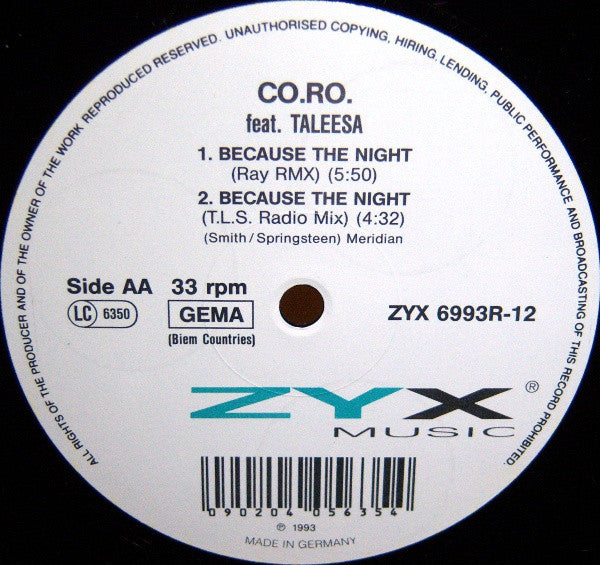 ALL RIGHTS OF THE PRODUCER AND OF THE OWNER OF THE WORK REPRODUCED RESERVED. UNAUTHORISED COPYING, HIRING, LENDING, PUBLIC PERFORMANCE AND BROADCASTING OF THIS RECORD PROHIBITED.
CO.RO.
feat. TALEESA
1. BECAUSE THE NIGHT
(Ray RMX) (5:50)
2. BECAUSE THE NIGHT
(T.L.S. Radio Mix) (4:32)
(Smith/Springsteen) Meridian
Side AA 33 rpm
LC 6350 GEMA ZYX 6993R-12
(Biem Countries)
ZYX ®
MUSIC
090204 056354
℗ 1993
MADE IN GERMANY